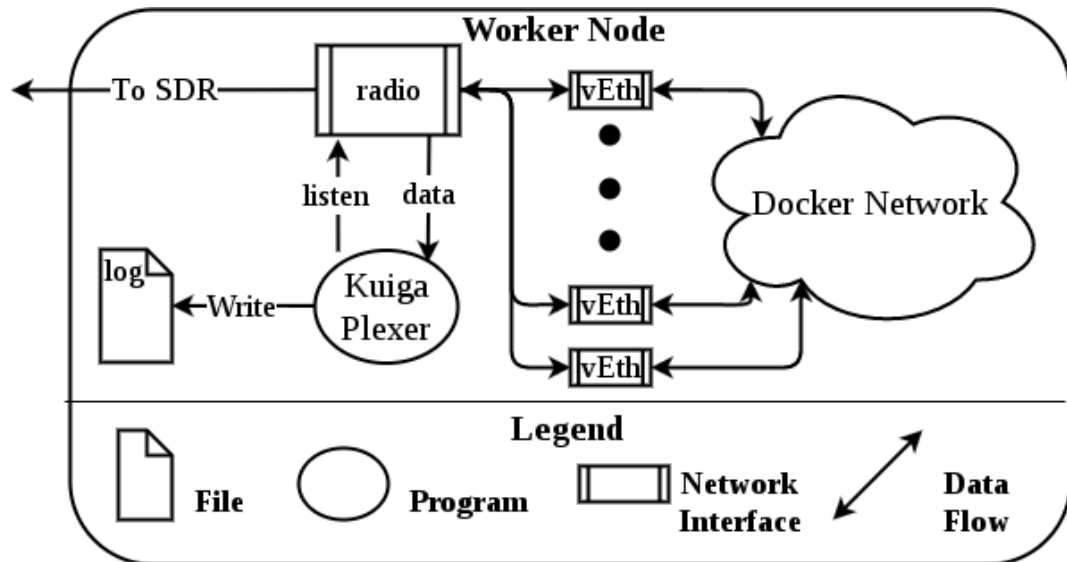 Worker Node
To SDR
radio
vEth
listen
data
Docker Network
log
Write
Kuiga
Plexer
vEth
vEth
Legend
File
Program
Network
Interface
Data
Flow